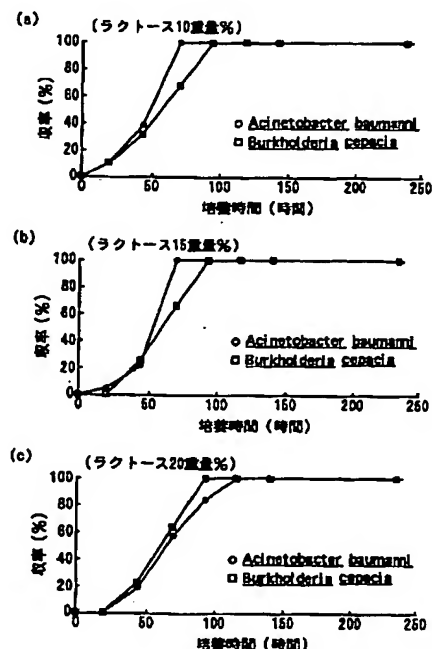 (a)
(ラクトース10重量%)
収率 (%)
100
80
60
40
20
0
Acinetobacter baumanni
Burkholderia cepacia
0 50 100 150 200 250
培養時間 (時間)
(b)
(ラクトース15重量%)
収率 (%)
100
80
60
40
20
0
Acinetobacter baumanni
Burkholderia cepacia
0 50 100 150 200 250
培養時間 (時間)
(c)
(ラクトース20重量%)
収率 (%)
100
80
60
40
20
0
Acinetobacter baumanni
Burkholderia cepacia
0 50 100 150 200 250
培養時間 (時間)